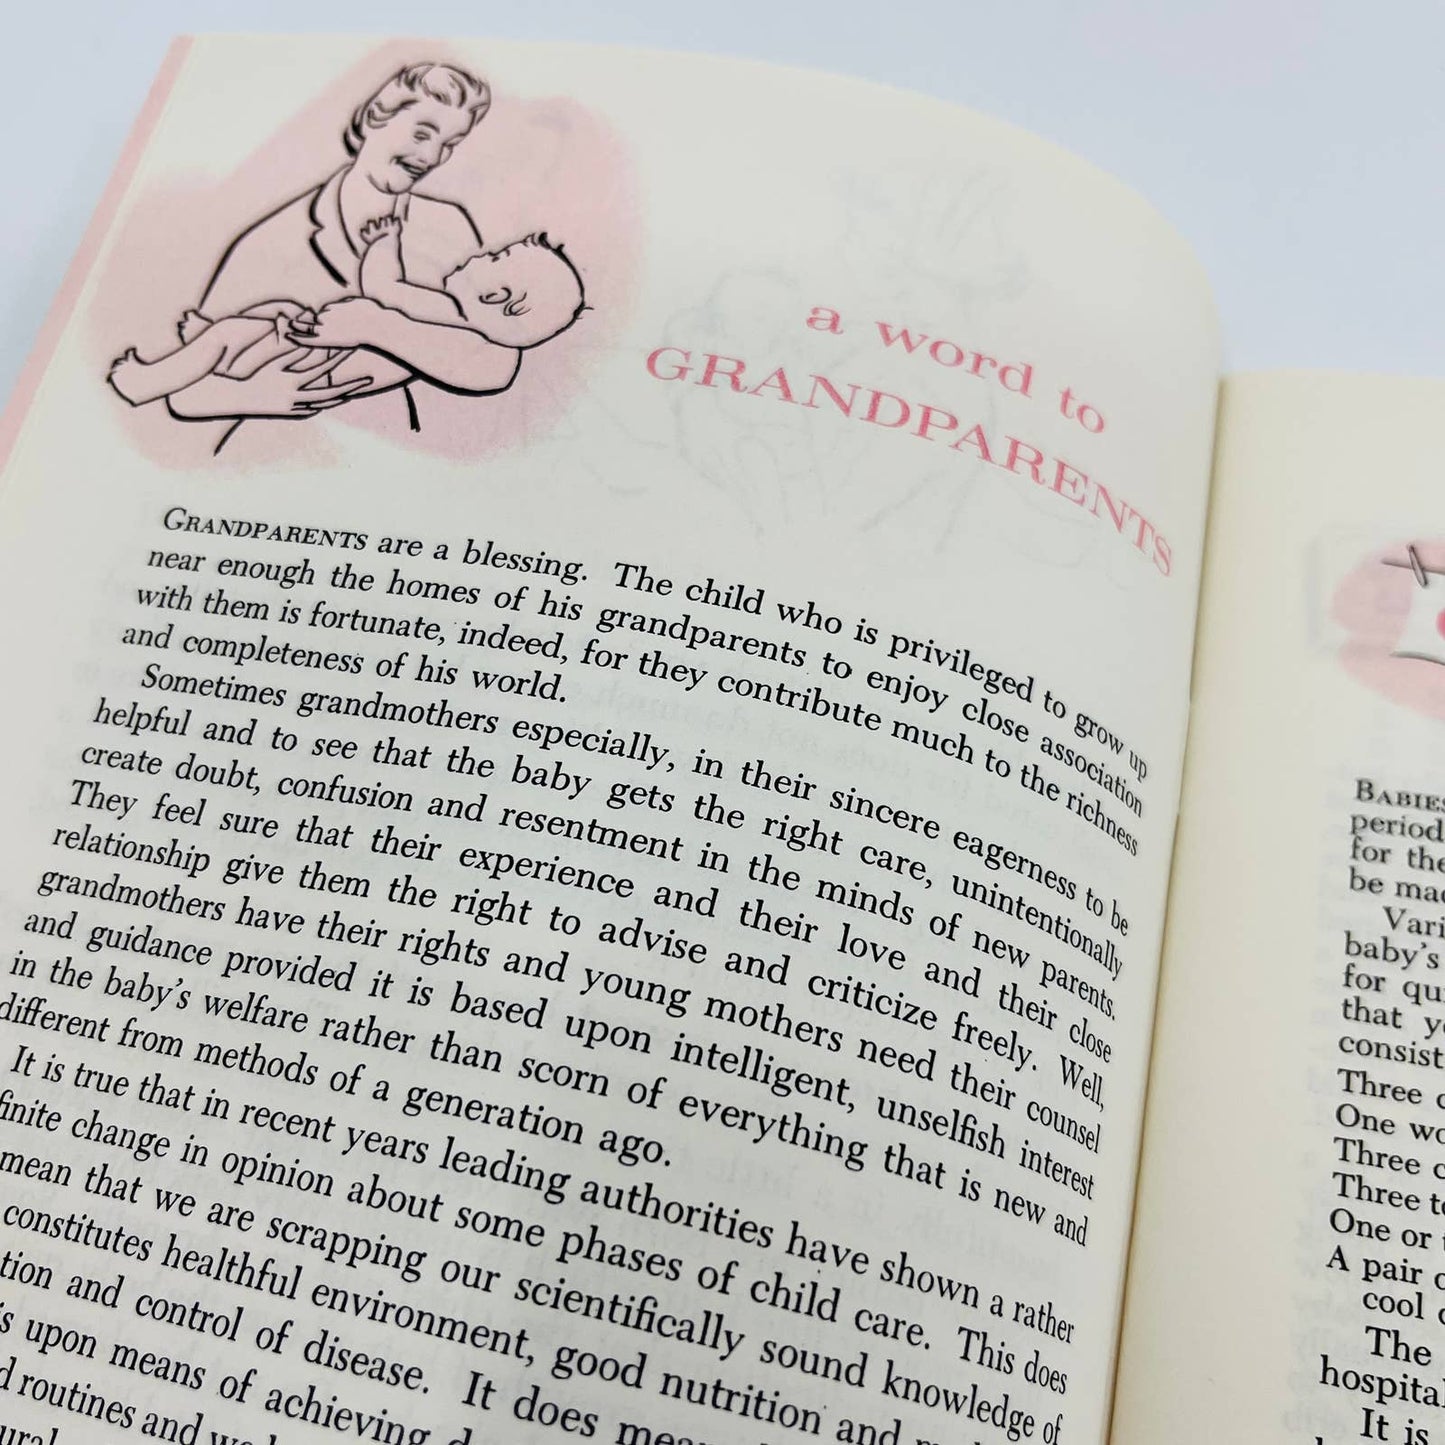 a word to
GRANDPARENTS
GRANDPARENTS are a blessing. The child who is privileged to grow up
near enough the homes of his grandparents to enjoy close association
with them is fortunate, indeed, for they contribute much to the richness
and completeness of his world.
Sometimes grandmothers especially, in their sincere eagerness to be
helpful and to see that the baby gets the right care, unintentionally
create doubt, confusion and resentment in the minds of new parents.
They feel sure that their experience and their love and their close
relationship give them the right to advise and criticize freely. Well,
grandmothers have their rights and young mothers need their counsel
and guidance provided it is based upon intelligent, unselfish interest
in the baby's welfare rather than scorn of everything that is new and
different from methods of a generation ago.
It is true that in recent years leading authorities have shown a rather
finite change in opinion about some phases of child care. This does
mean that we are scrapping our scientifically sound knowledge of
constitutes healthful environment, good nutrition and
tion and control of disease. It does
upon means of achieving
routines and
BABIES
period
for the
be
baby's
for
that
consist
Three
One
Three
Three
One or
A pair
cool
The
hospital
It is